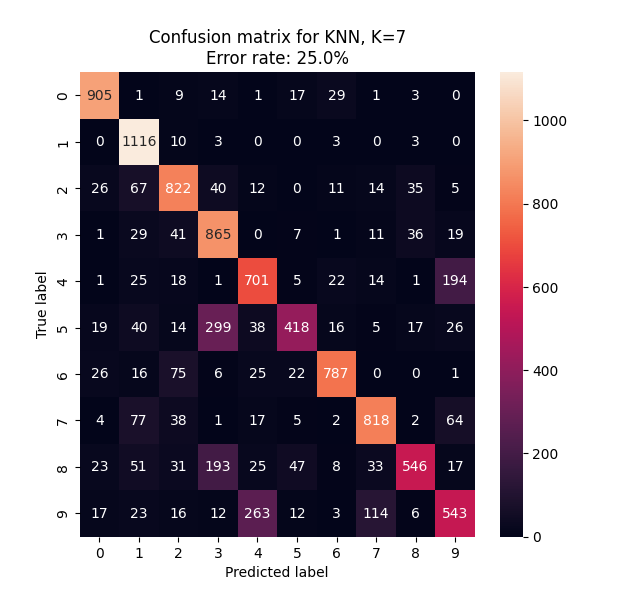 Confusion matrix for KNN, K=7
Error rate: 25.0%
0 905 1 9 14 1 17 29 1 3 0
1 0 1116 10 3 0 0 3 0 3 0
2 26 67 822 40 12 0 11 14 35 5
3 1 29 41 865 0 7 1 11 36 19
4 1 25 18 1 701 5 22 14 1 194
5 19 40 14 299 38 418 16 5 17 26
6 26 16 75 6 25 22 787 0 0 1
7 4 77 38 1 17 5 2 818 2 64
8 23 51 31 193 25 47 8 33 546 17
9 17 23 16 12 263 12 3 114 6 543
0 1 2 3 4 5 6 7 8 9
True label
Predicted label
1000
800
600
400
200
0